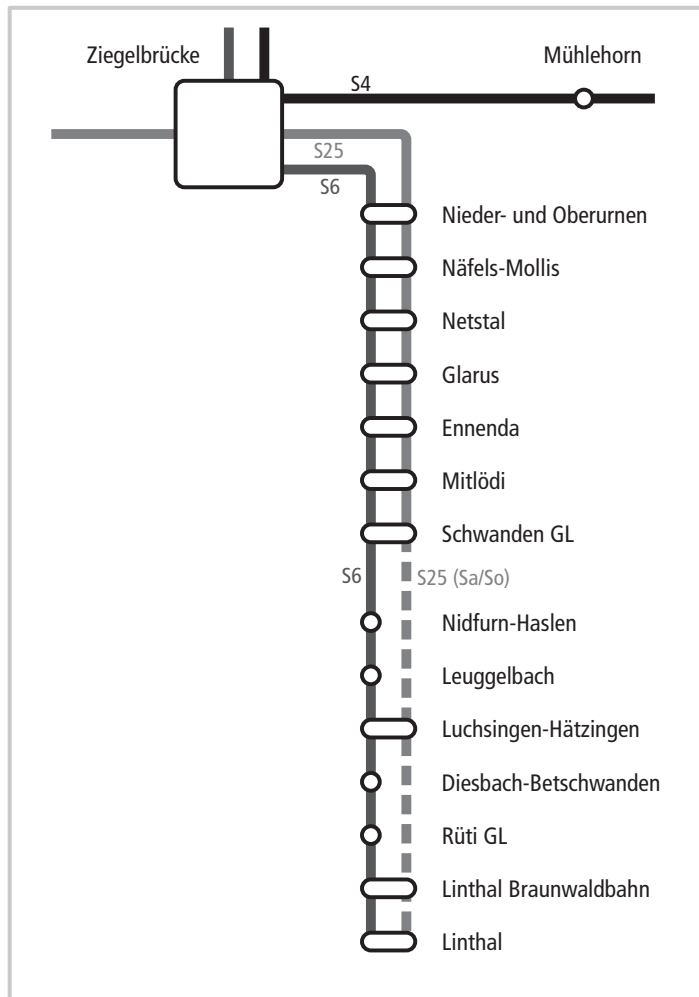 Ziegelbrücke
Mühlehorn
S4
S25
S6
Nieder- und Oberurnen
Näfels-Mollis
Netstal
Glarus
Ennenda
Mitlödi
Schwanden GL
S6
S25 (Sa/So)
Nidfurn-Haslen
Leuggelbach
Luchsingen-Hätzingen
Diesbach-Betschwanden
Rüti GL
Linthal Braunwaldbahn
Linthal